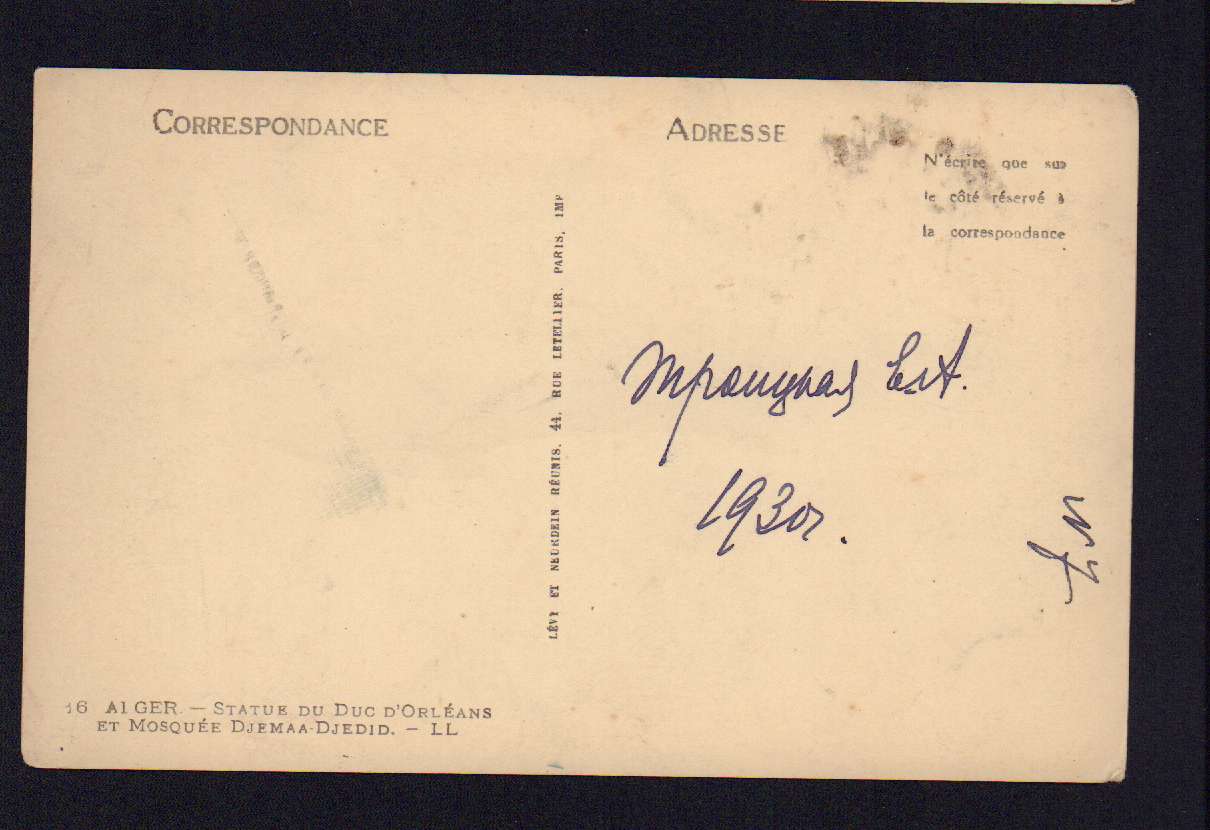 CORRESPONDANCE
ADRESSE
N'écrire que sur
le côté réservé à
la correspondance
LÉVY ET NEURDEIN RÉUNIS, 44, RUE LETELLIER, PARIS, IMP
Троицкая Е.А.
1930г.
16 ALGER. — STATUE DU DUC D'ORLÉANS
ET MOSQUÉE DJEMAA-DJEDID. — LL